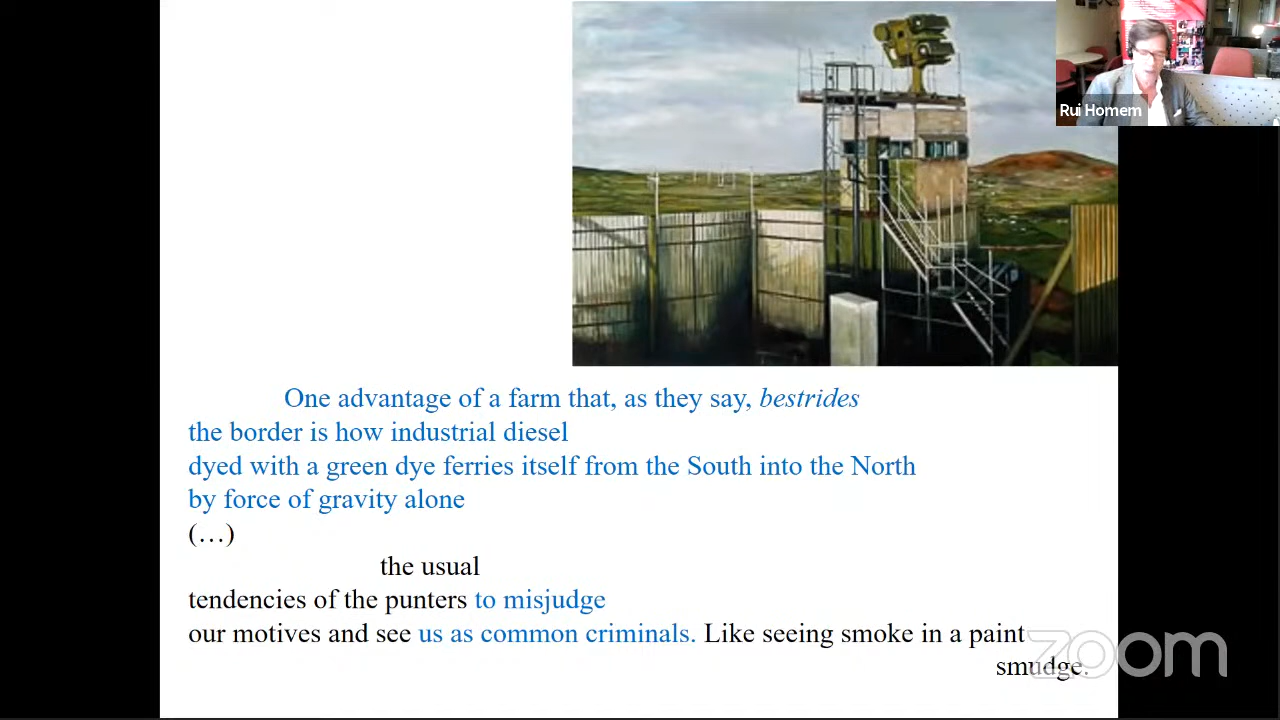 Rui Homem
One advantage of a farm that, as they say, bestrides
the border is how industrial diesel
dyed with a green dye ferries itself from the South into the North
by force of gravity alone
(…)
the usual
tendencies of the punters to misjudge
our motives and see us as common criminals. Like seeing smoke in a paint
smudge.
zoom